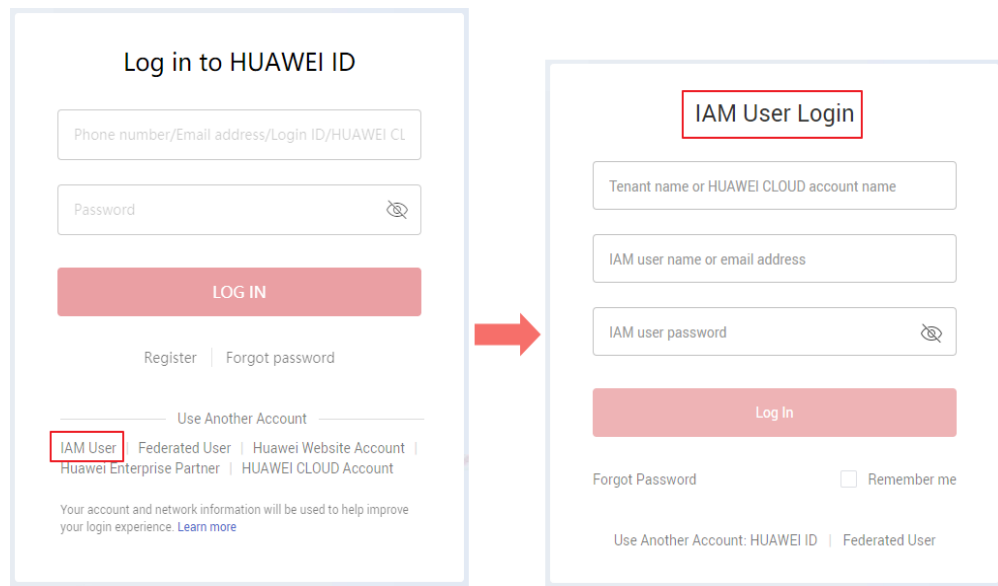 Log in to HUAWEI ID
Phone number/Email address/Login ID/HUAWEI CL
Password
LOG IN
Register | Forgot password
Use Another Account
IAM User | Federated User | Huawei Website Account |
Huawei Enterprise Partner | HUAWEI CLOUD Account
Your account and network information will be used to help improve
your login experience. Learn more
IAM User Login
Tenant name or HUAWEI CLOUD account name
IAM user name or email address
IAM user password
Log In
Forgot Password
Remember me
Use Another Account: HUAWEI ID | Federated User